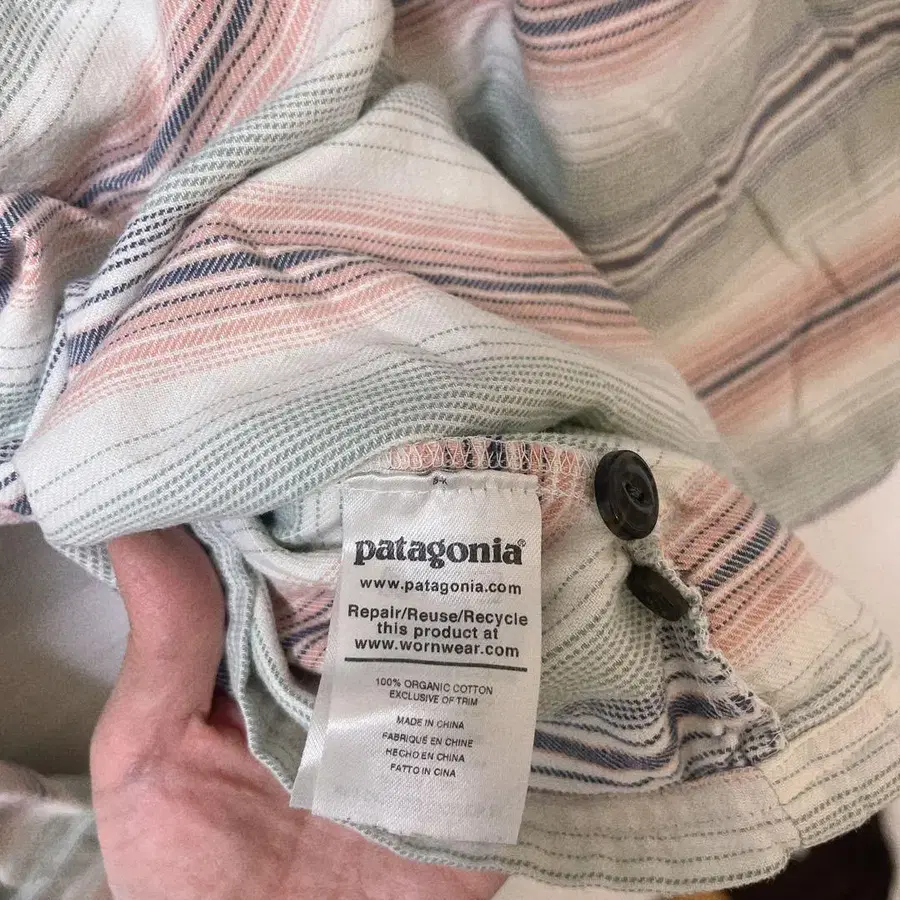 patagonia®
www.patagonia.com
Repair/Reuse/Recycle
this product at
www.wornwear.com
100% ORGANIC COTTON
EXCLUSIVE OF TRIM
MADE IN CHINA
FABRIQUÉ EN CHINE
HECHO EN CHINA
FATTO IN CINA